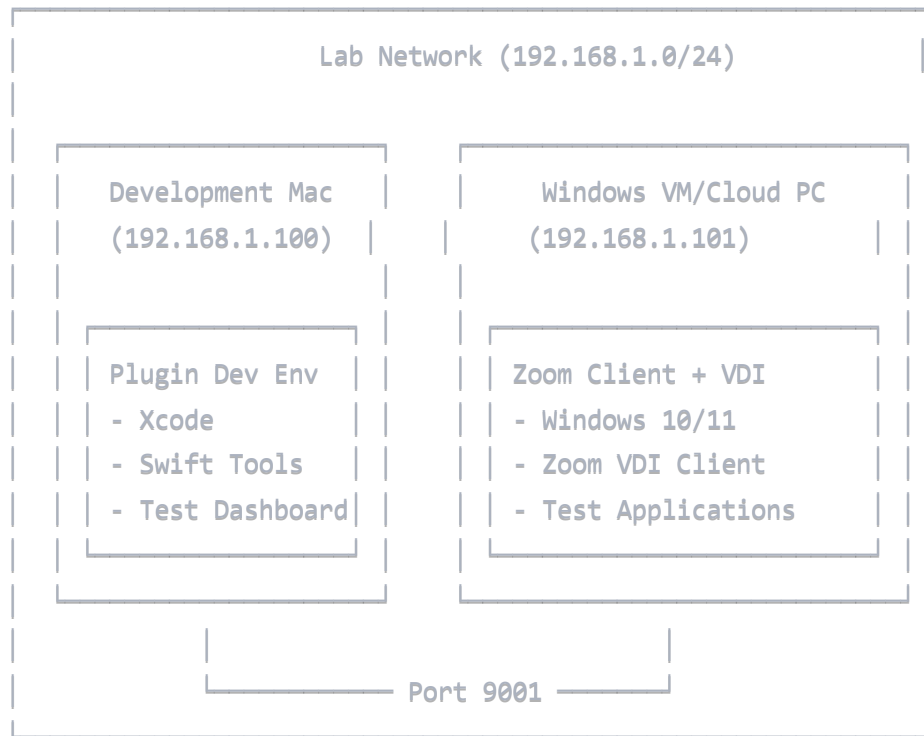 Lab Network (192.168.1.0/24)
Development Mac
(192.168.1.100)
Windows VM/Cloud PC
(192.168.1.101)
Plugin Dev Env
- Xcode
- Swift Tools
- Test Dashboard
Zoom Client + VDI
- Windows 10/11
- Zoom VDI Client
- Test Applications
Port 9001